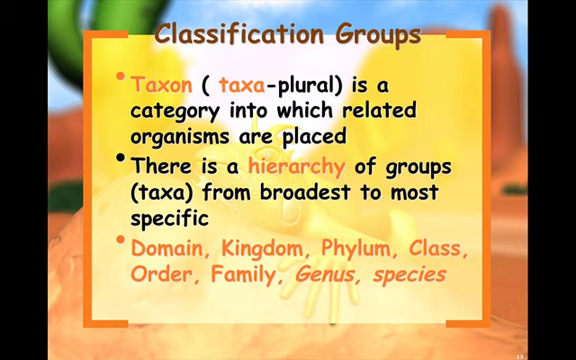 Classification Groups
• Taxon ( taxa-plural) is a
category into which related
organisms are placed
• There is a hierarchy of groups
(taxa) from broadest to most
specific
• Domain, Kingdom, Phylum, Class,
Order, Family, Genus, species
13